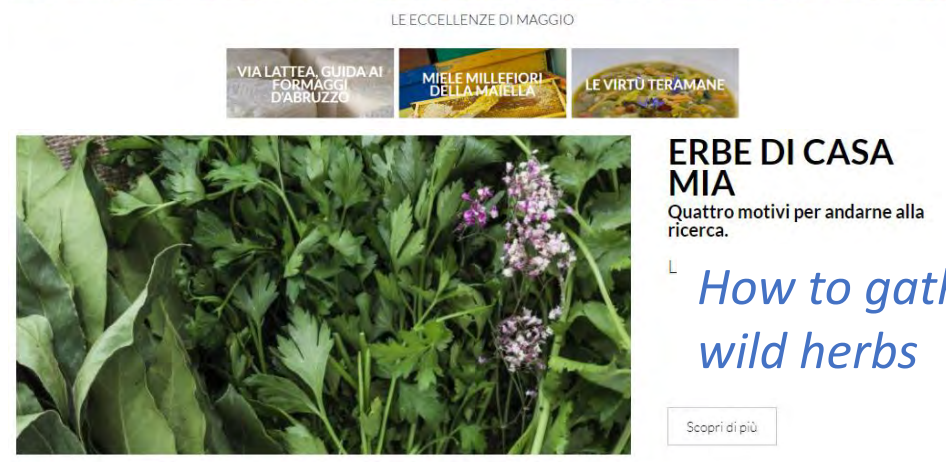 LE ECCELLENZE DI MAGGIO
VIA LATTEA, GUIDA AI
FORMAGGI
D'ABRUZZO
MIELE MILLEFIORI
DELLA MAIELLA
LE VIRTÙ TERAMANE
ERBE DI CASA
MIA
Quattro motivi per andarne alla
ricerca.
L
How to gath
wild herbs
Scopri di più